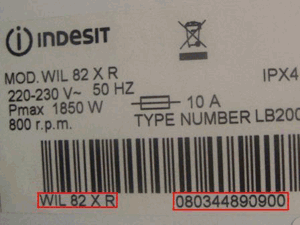 indesit
MOD. WIL 82 X R IPX4
220-230 V~ 50 HZ
Pmax 1850 W 10 A
800 r.p.m. TYPE NUMBER LB200
WIL 82 X R 080344890900